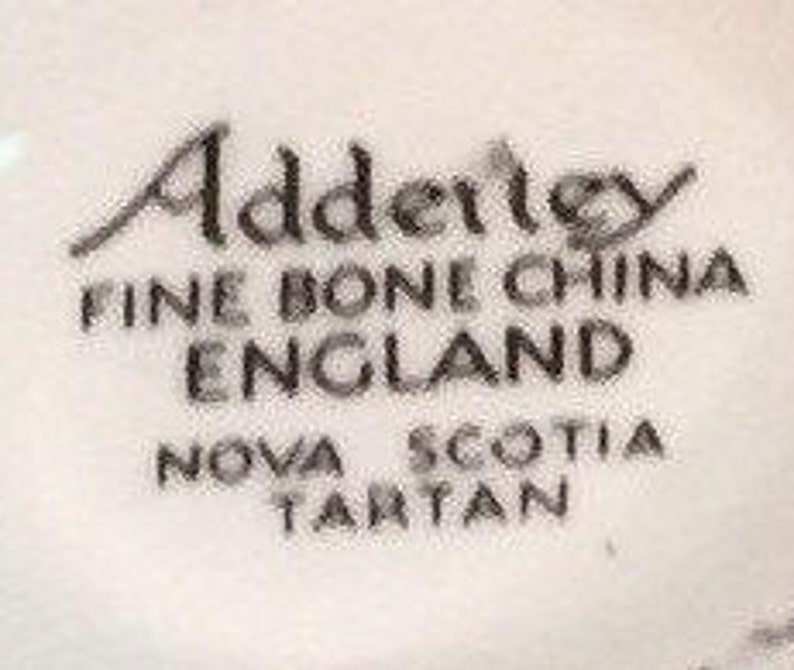 Adderley
FINE BONE CHINA
ENGLAND
NOVA SCOTIA
TARTAN